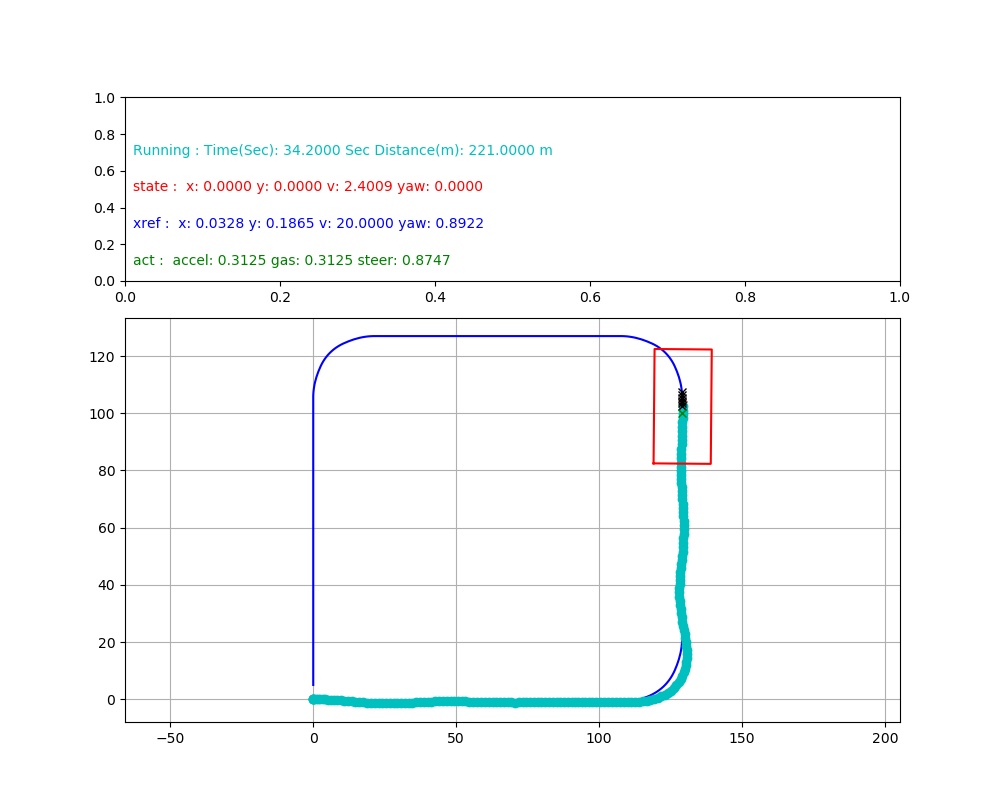 1.0
0.8
Running : Time(Sec): 34.2000 Sec Distance(m): 221.0000 m
0.6
state :  x: 0.0000 y: 0.0000 v: 2.4009 yaw: 0.0000
0.4
xref :  x: 0.0328 y: 0.1865 v: 20.0000 yaw: 0.8922
0.2
act :  accel: 0.3125 gas: 0.3125 steer: 0.8747
0.0
0.0 0.2 0.4 0.6 0.8 1.0
120
100
80
60
40
20
0
−50 0 50 100 150 200